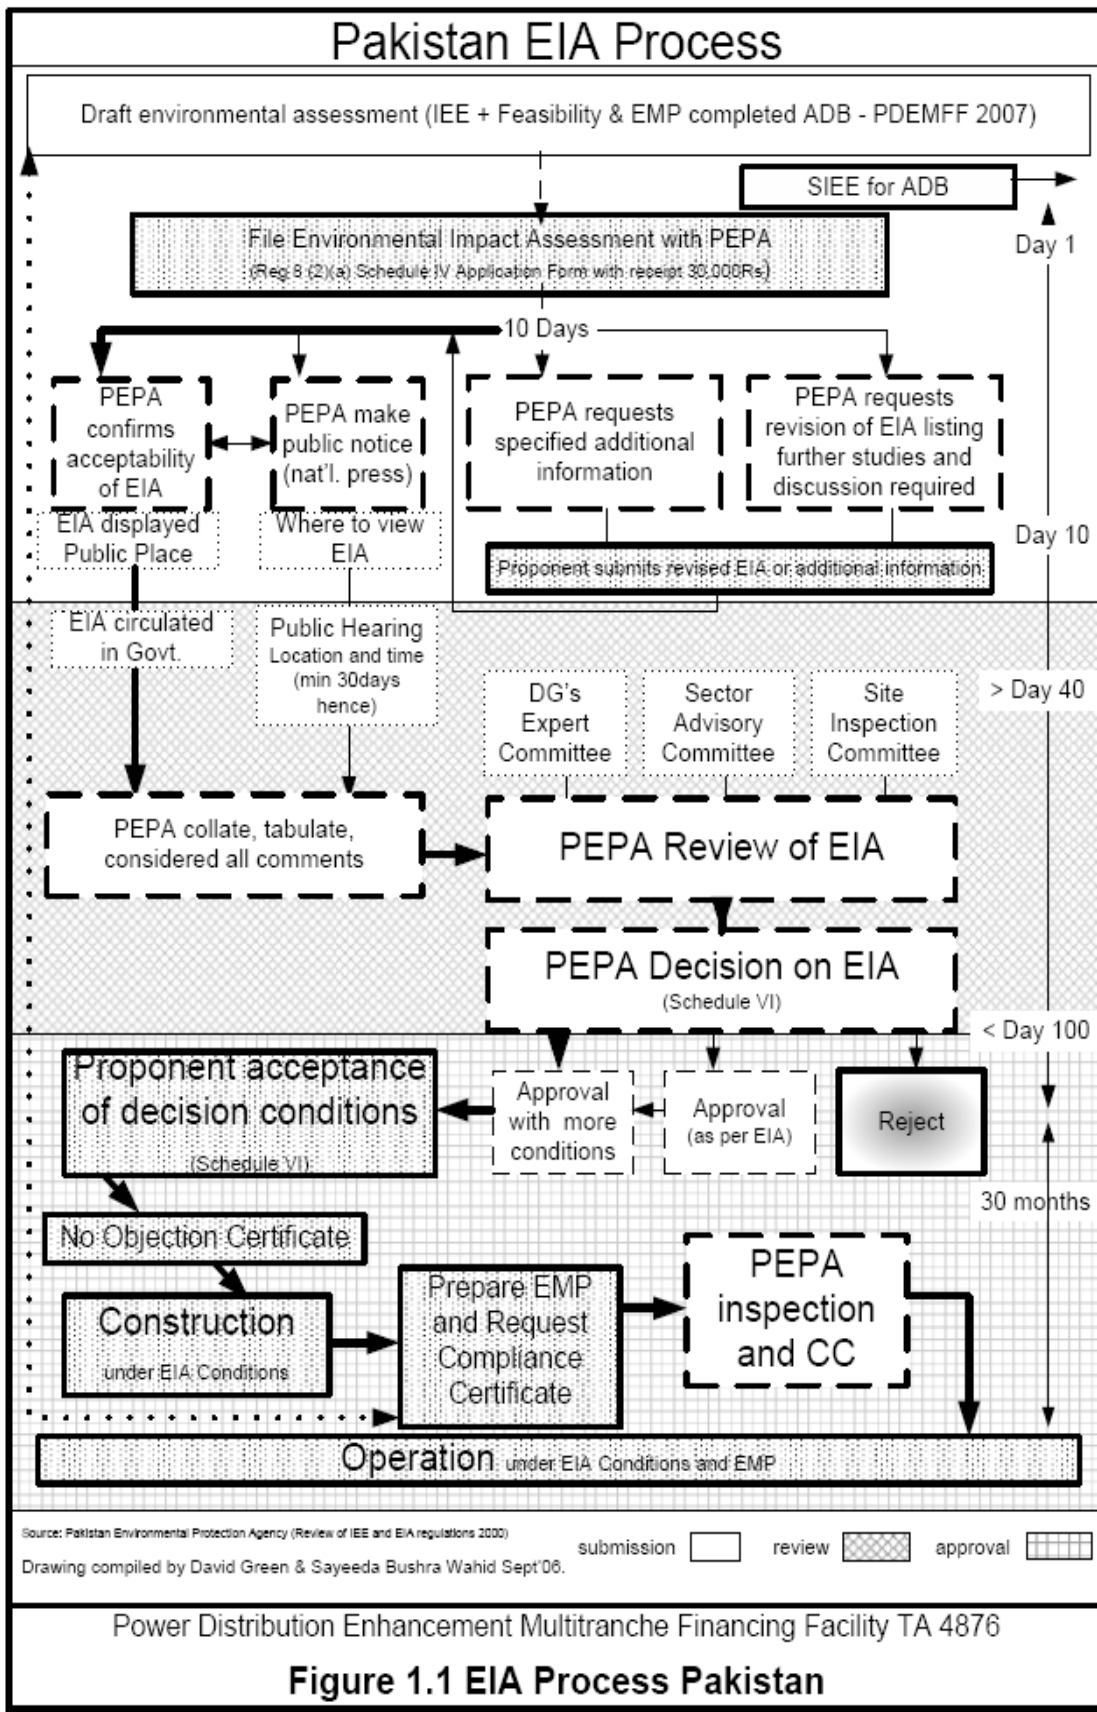 Pakistan EIA Process
Draft environmental assessment (IEE + Feasibility & EMP completed ADB - PDEMFF 2007)
SIEE for ADB
File Environmental Impact Assessment with PEPA
(Reg 8 (2)(a) Schedule IV Application Form with receipt 30,000Rs)
Day 1
10 Days
PEPA
confirms
acceptability
of EIA
PEPA make
public notice
(nat'l. press)
PEPA requests
specified additional
information
PEPA requests
revision of EIA listing
further studies and
discussion required
EIA displayed
Public Place
Where to view
EIA
Day 10
Proponent submits revised EIA or additional information
EIA circulated
in Govt.
Public Hearing
Location and time
(min 30days
hence)
DG's
Expert
Committee
Sector
Advisory
Committee
Site
Inspection
Committee
> Day 40
PEPA collate, tabulate,
considered all comments
PEPA Review of EIA
PEPA Decision on EIA
(Schedule VI)
< Day 100
Proponent acceptance
of decision conditions
(Schedule VI)
Approval
with more
conditions
Approval
(as per EIA)
Reject
30 months
No Objection Certificate
Construction
under EIA Conditions
Prepare EMP
and Request
Compliance
Certificate
PEPA
inspection
and CC
Operation under EIA Conditions and EMP
Source: Pakistan Environmental Protection Agency (Review of IEE and EIA regulations 2000)
Drawing compiled by David Green & Sayeeda Bushra Wahid Sept'06.
submission review approval
Power Distribution Enhancement Multitranche Financing Facility TA 4876
Figure 1.1 EIA Process Pakistan